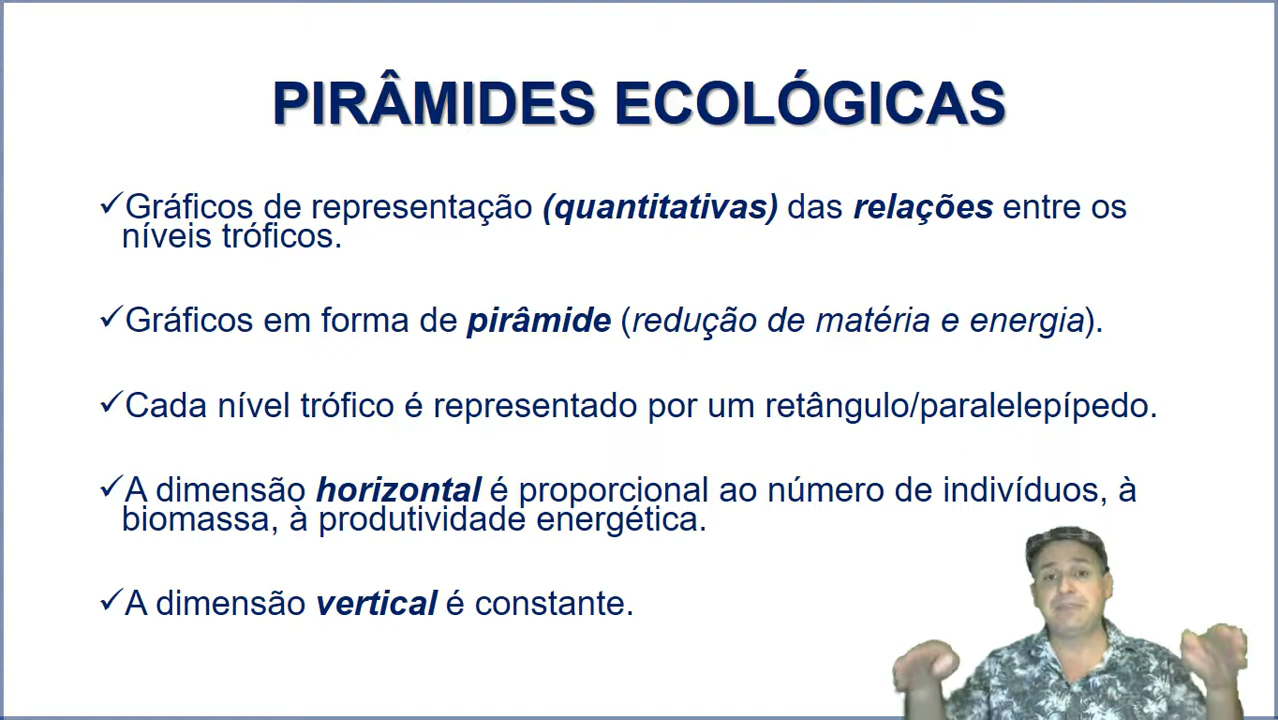 PIRÂMIDES ECOLÓGICAS
✓Gráficos de representação (quantitativas) das relações entre os
níveis tróficos.
✓Gráficos em forma de pirâmide (redução de matéria e energia).
✓Cada nível trófico é representado por um retângulo/paralelepípedo.
✓A dimensão horizontal é proporcional ao número de indivíduos, à
biomassa, à produtividade energética.
✓A dimensão vertical é constante.